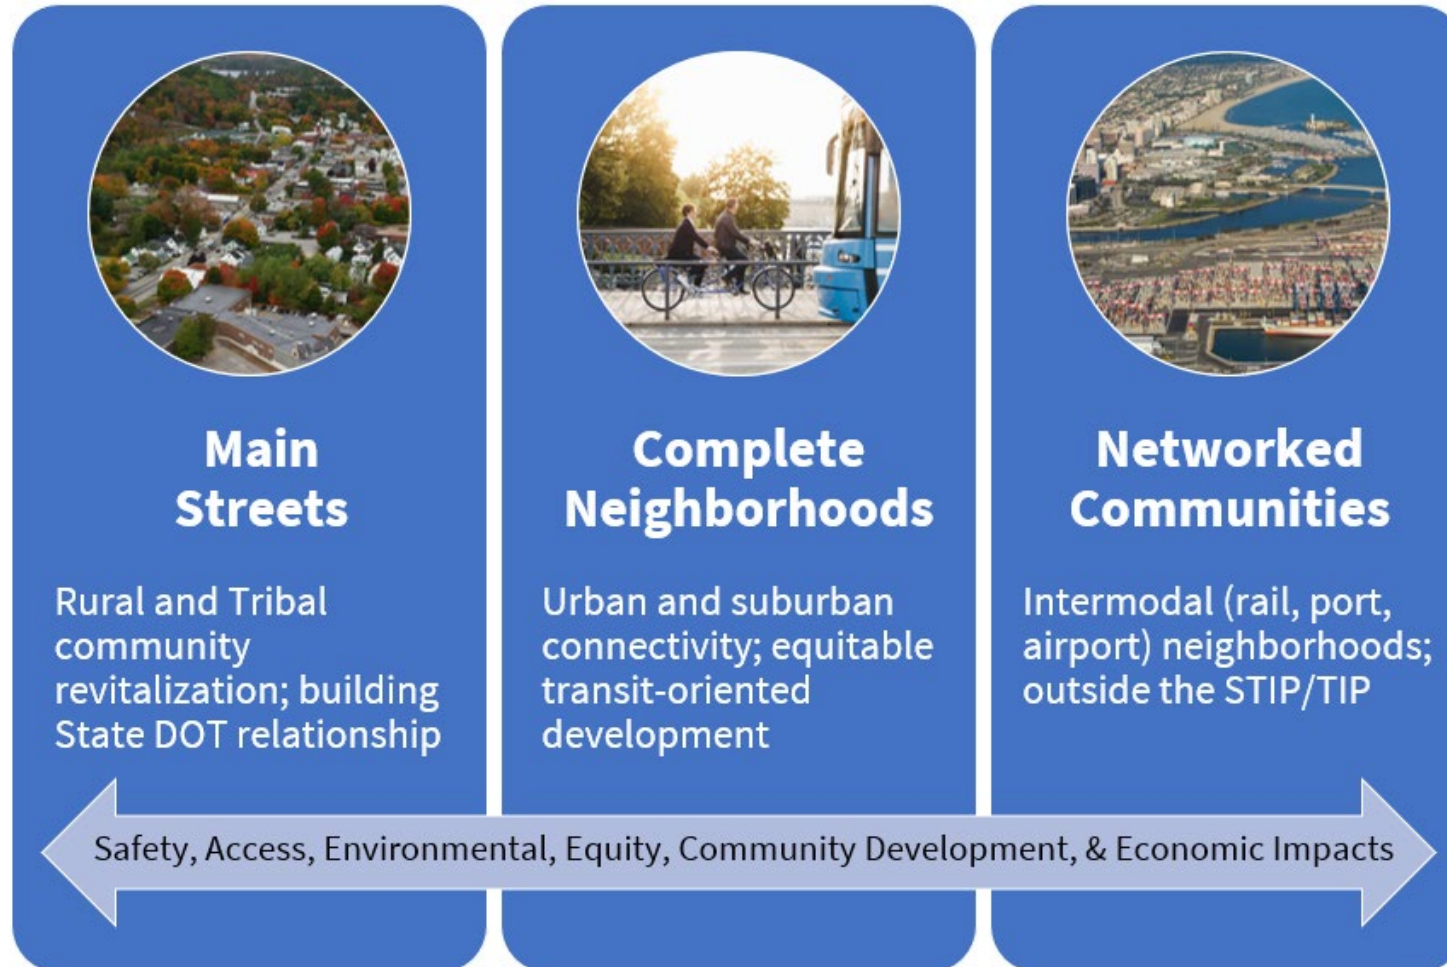 Main
Streets
Rural and Tribal
community
revitalization; building
State DOT relationship
Complete
Neighborhoods
Urban and suburban
connectivity; equitable
transit-oriented
development
Networked
Communities
Intermodal (rail, port,
airport) neighborhoods;
outside the STIP/TIP
Safety, Access, Environmental, Equity, Community Development, & Economic Impacts